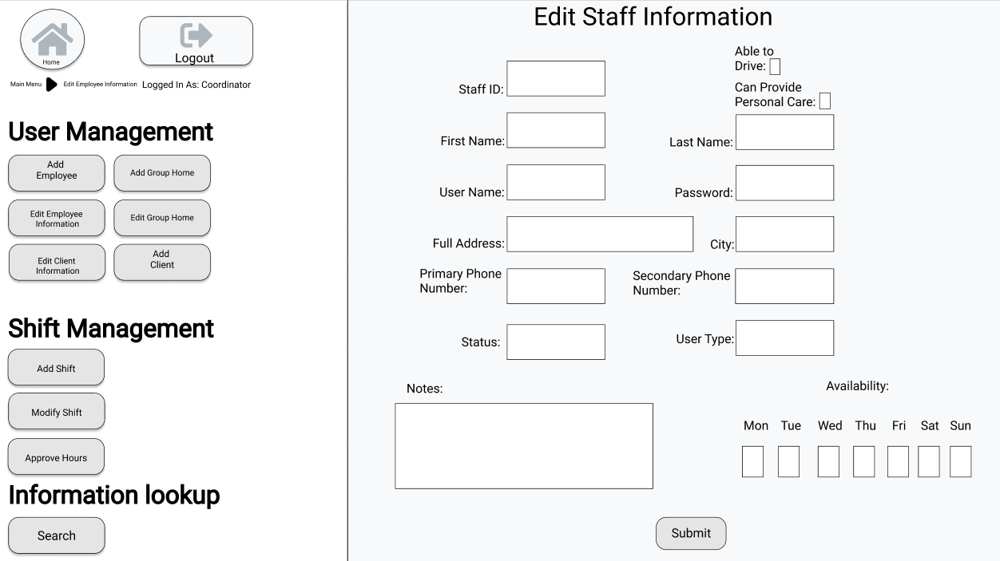 Home
Logout
Main Menu Edit Employee Information Logged In As: Coordinator
User Management
Add
Employee
Add Group Home
Edit Employee
Information
Edit Group Home
Edit Client
Information
Add
Client
Shift Management
Add Shift
Modify Shift
Approve Hours
Information lookup
Search
Edit Staff Information
Able to
Drive:
Staff ID:
Can Provide
Personal Care:
First Name:
Last Name:
User Name:
Password:
Full Address:
City:
Primary Phone
Number:
Secondary Phone
Number:
Status:
User Type:
Notes:
Availability:
Mon Tue Wed Thu Fri Sat Sun
Submit